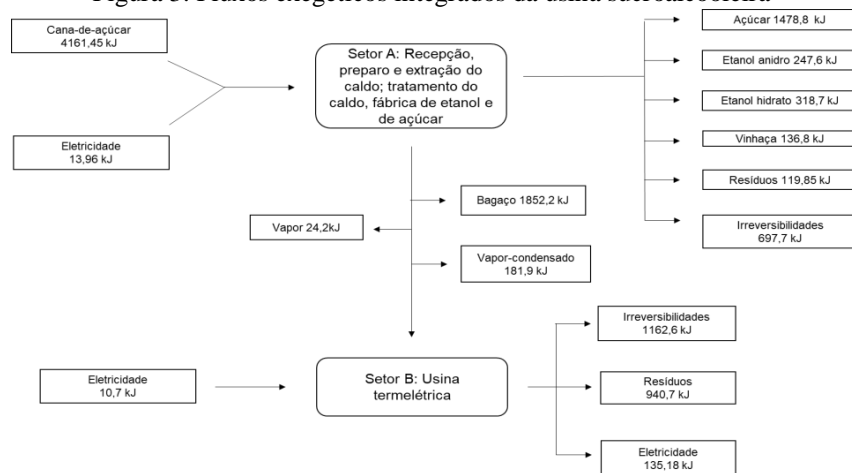 Figura 3: Fluxos exegéticos integrados da usina sucroalcooleira
Cana-de-açúcar
4161,45 kJ
Eletricidade
13,96 kJ
Setor A: Recepção,
preparo e extração do
caldo; tratamento do
caldo, fábrica de etanol e
de açúcar
Açúcar 1478,8 kJ
Etanol anidro 247,6 kJ
Etanol hidrato 318,7 kJ
Vinhaça 136,8 kJ
Resíduos 119,85 kJ
Irreversibilidades
697,7 kJ
Bagaço 1852,2 kJ
Vapor 24,2kJ
Vapor-condensado
181,9 kJ
Eletricidade
10,7 kJ
Setor B: Usina
termelétrica
Irreversibilidades
1162,6 kJ
Resíduos
940,7 kJ
Eletricidade
135,18 kJ